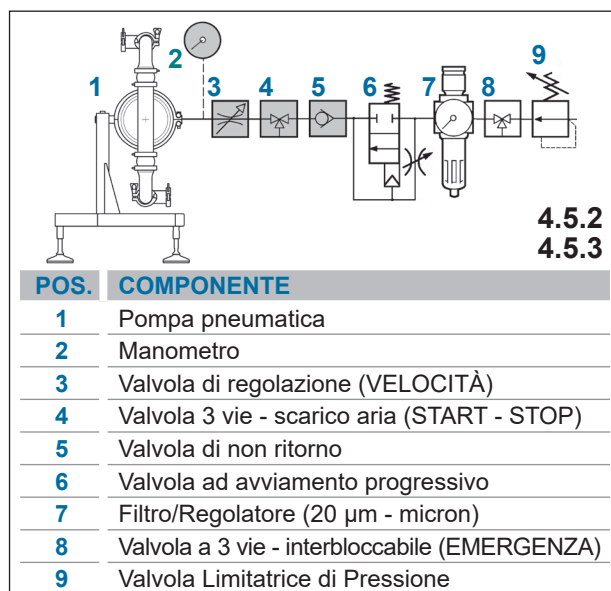 1
2
3
4
5
6
7
8
9
4.5.2
4.5.3
POS. COMPONENTE
1 Pompa pneumatica
2 Manometro
3 Valvola di regolazione (VELOCITÀ)
4 Valvola 3 vie - scarico aria (START - STOP)
5 Valvola di non ritorno
6 Valvola ad avviamento progressivo
7 Filtro/Regolatore (20 µm - micron)
8 Valvola a 3 vie - interbloccabile (EMERGENZA)
9 Valvola Limitatrice di Pressione